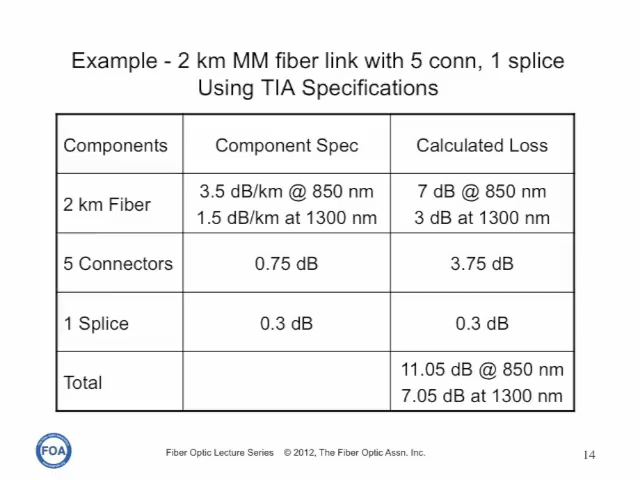 Example - 2 km MM fiber link with 5 conn, 1 splice
Using TIA Specifications
Components Component Spec Calculated Loss
2 km Fiber 3.5 dB/km @ 850 nm 7 dB @ 850 nm
1.5 dB/km at 1300 nm 3 dB at 1300 nm
5 Connectors 0.75 dB 3.75 dB
1 Splice 0.3 dB 0.3 dB
Total 11.05 dB @ 850 nm
7.05 dB at 1300 nm
FOA
Fiber Optic Lecture Series © 2012, The Fiber Optic Assn. Inc.
14